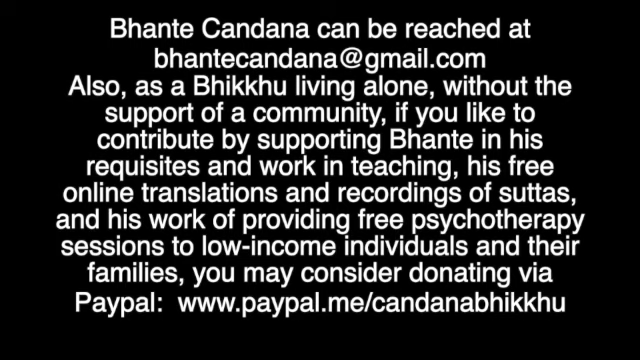 Bhante Candana can be reached at
bhantecandana@gmail.com
Also, as a Bhikkhu living alone, without the
support of a community, if you like to
contribute by supporting Bhante in his
requisites and work in teaching, his free
online translations and recordings of suttas,
and his work of providing free psychotherapy
sessions to low-income individuals and their
families, you may consider donating via
Paypal:  www.paypal.me/candanabhikkhu